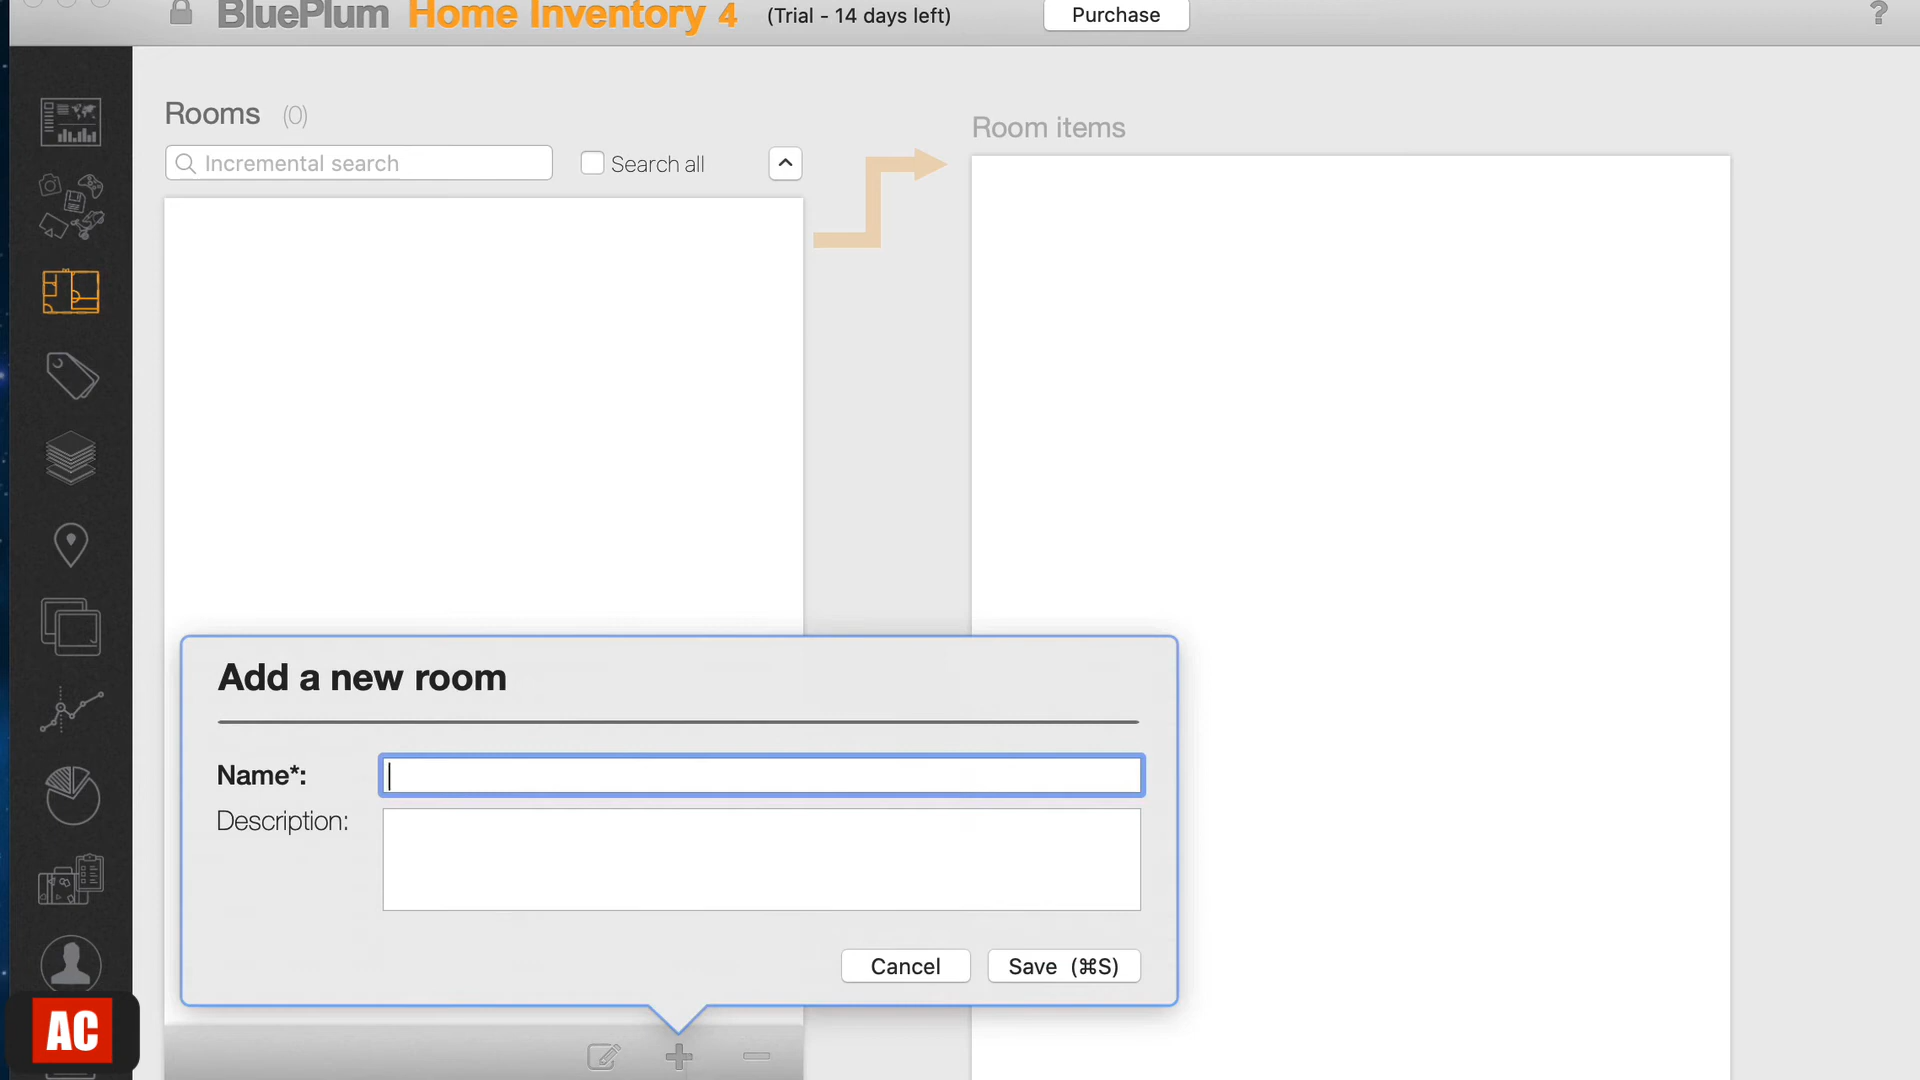 BluePlum Home Inventory 4 (Trial - 14 days left) Purchase ?
Rooms (0)
Room items
Incremental search Search all
Add a new room
Name*:
Description:
Cancel Save (⌘S)
AC